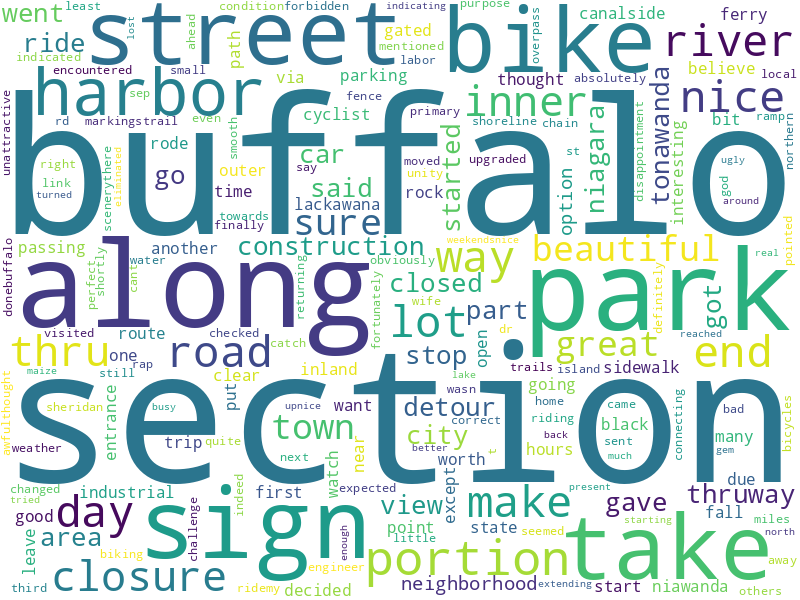 went least indicating condition forbidden purpose canalside ferry
indicated ride lost ahead path gated mentioned labor street bike overpass river
encountered small via parking thought believe absolutely local
unattractive harbor sep fence cyclist primary inner shoreline chain tonawanda nice
rd markingstrail even smooth car started niagara bit ramp northern
buffalo
right scenerythere eliminated rode outer said moved upgraded option st disappointment interesting ugly
link turned go time say unity rock god around
finally towards lackawana sure
donebuffalo passing another construction weekendsnice way beautiful pointed
along water obviously closed park real
perfect shortly cant returning fortunately wife definitely got
visited checked catch lot part dr reached
thru route one road stop open great end
maize still rap clear inland trails island sidewalk
awfulthought sheridan entrance put want detour going home riding came black bad bicycles
section
busy upnice lake wasn correct back sent much connecting gem
weather trip quite town near city better worth hours many
changed industrial next watch t due
tried indeed first expected view except make present thruway
good day area challenge sign point state gave fall miles
leave biking enough little seemed starting north
closure engineer portion take away
third ridemy decided neighborhood extending start niawanda others